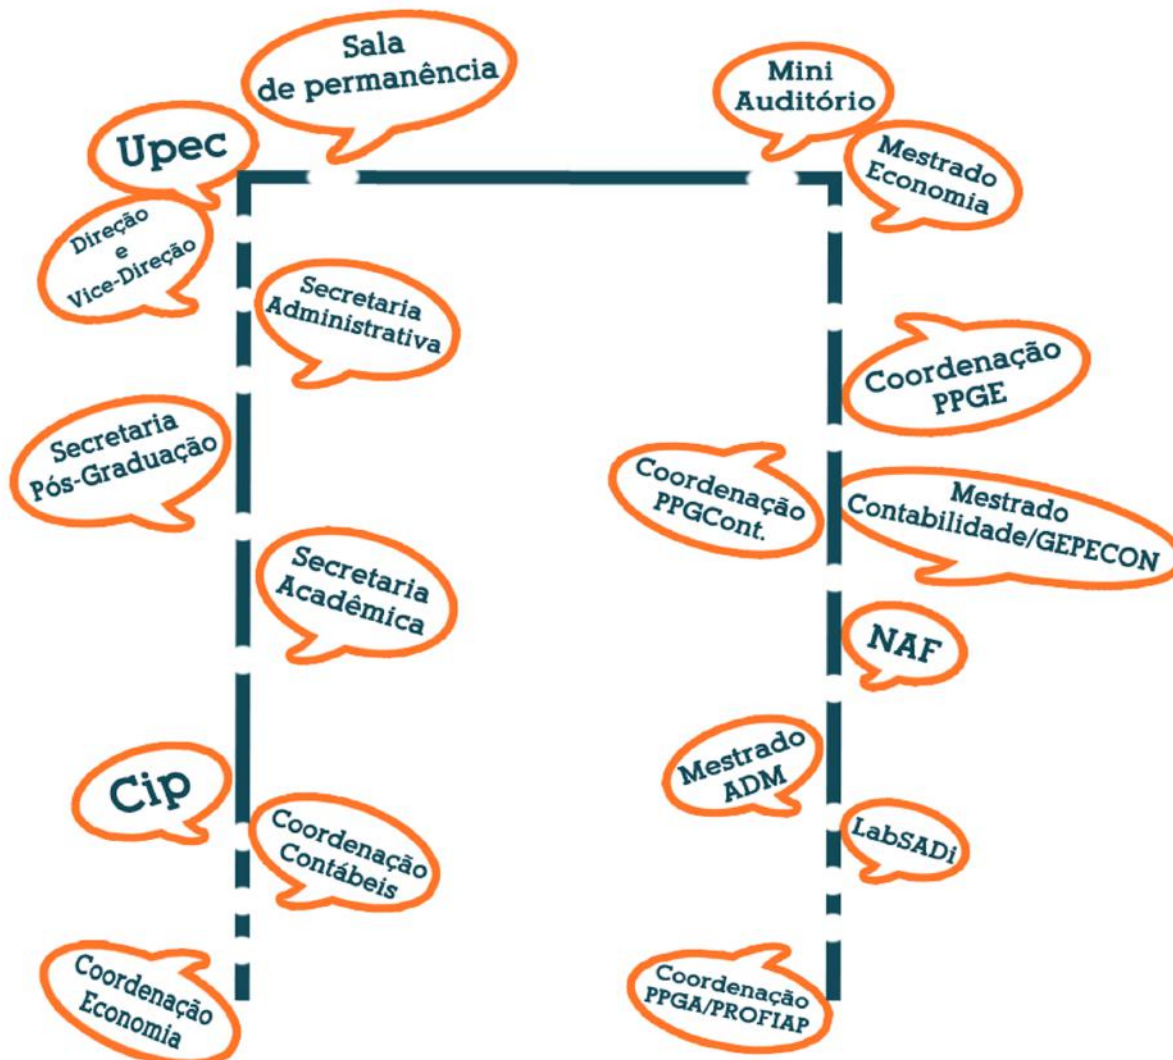 Sala
de permanência
Mini
Auditório
Upec
Mestrado
Economia
Direção
e
Vice-Direção
Secretaria
Administrativa
Coordenação
PPGE
Secretaria
Pós-Graduação
Coordenação
PPGCont.
Mestrado
Contabilidade/GEPECON
Secretaria
Acadêmica
NAF
Mestrado
ADM
Cip
Coordenação
Contábeis
LabSADi
Coordenação
Economia
Coordenação
PPGA/PROFIAP